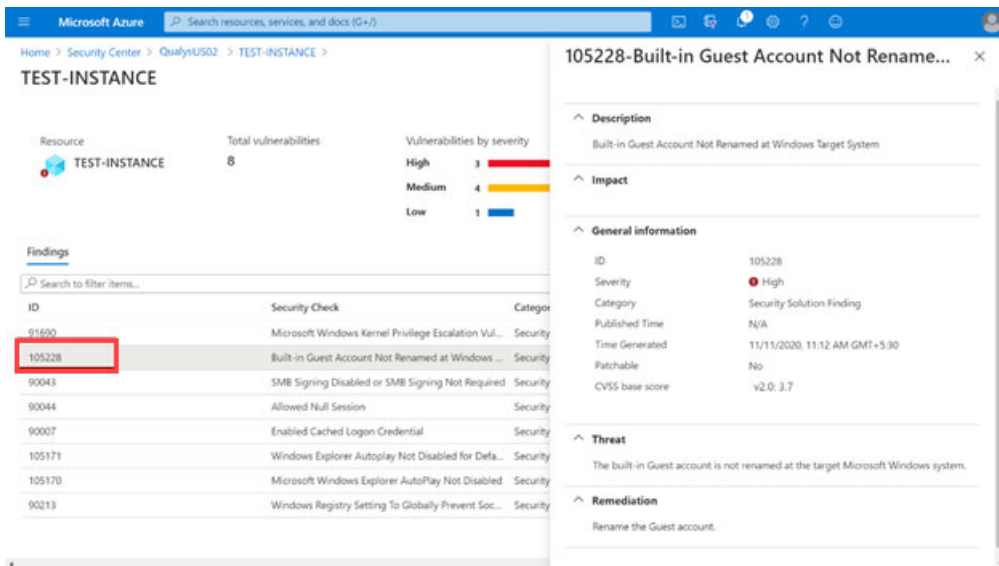 Microsoft Azure
Search resources, services, and docs (G+/)
Home > Security Center > QualysUS02 > TEST-INSTANCE >
TEST-INSTANCE
Resource
TEST-INSTANCE
Total vulnerabilities
8
Vulnerabilities by severity
High 3
Medium 4
Low 1
Findings
Search to filter items...
ID Security Check Categor
91690 Microsoft Windows Kernel Privilege Escalation Vul... Security
105228 Built-in Guest Account Not Renamed at Windows ... Security
90043 SMB Signing Disabled or SMB Signing Not Required Security
90044 Allowed Null Session Security
90007 Enabled Cached Logon Credential Security
105171 Windows Explorer Autoplay Not Disabled for Defa... Security
105170 Microsoft Windows Explorer AutoPlay Not Disabled Security
90213 Windows Registry Setting To Globally Prevent Soc... Security
105228-Built-in Guest Account Not Rename...
Description
Built-in Guest Account Not Renamed at Windows Target System
Impact
General information
ID 105228
Severity High
Category Security Solution Finding
Published Time N/A
Time Generated 11/11/2020, 11:12 AM GMT+5:30
Patchable No
CVSS base score v2.0: 3.7
Threat
The built-in Guest account is not renamed at the target Microsoft Windows system.
Remediation
Rename the Guest account.